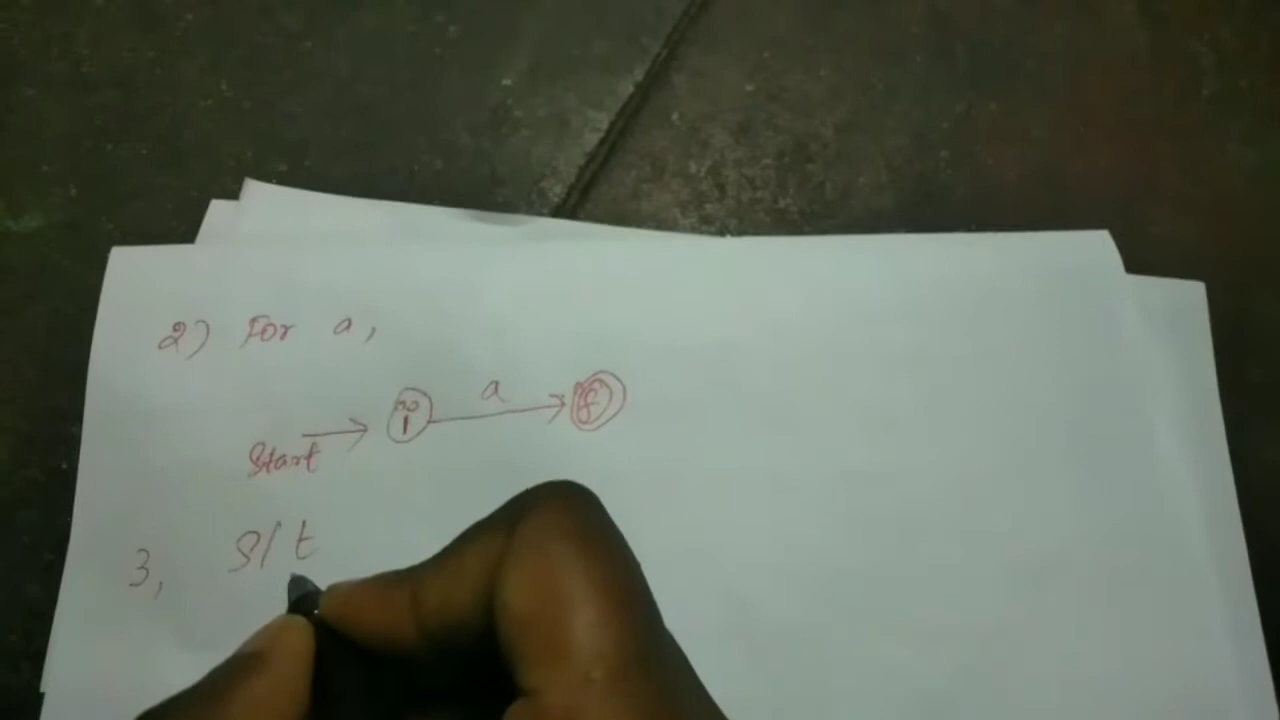 2) For a,
a
i f
Start
3, S/t